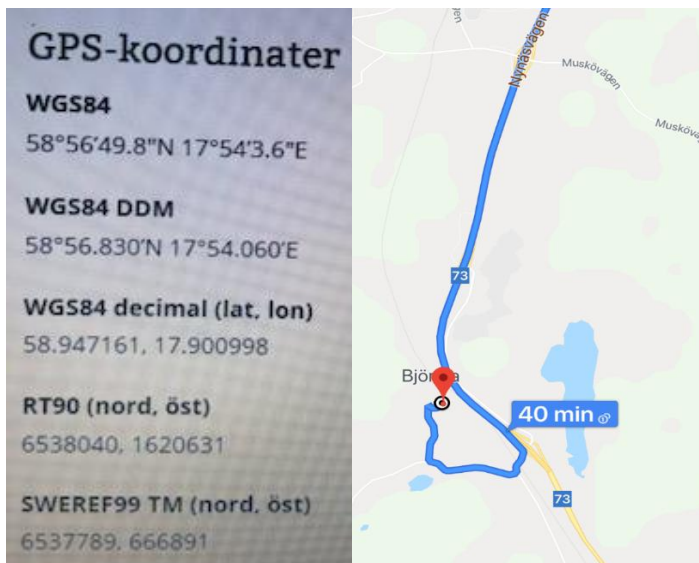 GPS-koordinater
WGS84
58°56'49.8"N 17°54'3.6"E
WGS84 DDM
58°56.830'N 17°54.060'E
WGS84 decimal (lat, lon)
58.947161, 17.900998
RT90 (nord, öst)
6538040, 1620631
SWEREF99 TM (nord, öst)
6537789, 666891
Nynäsvägen
Muskövägen
Muskövägen
73
40 min
73